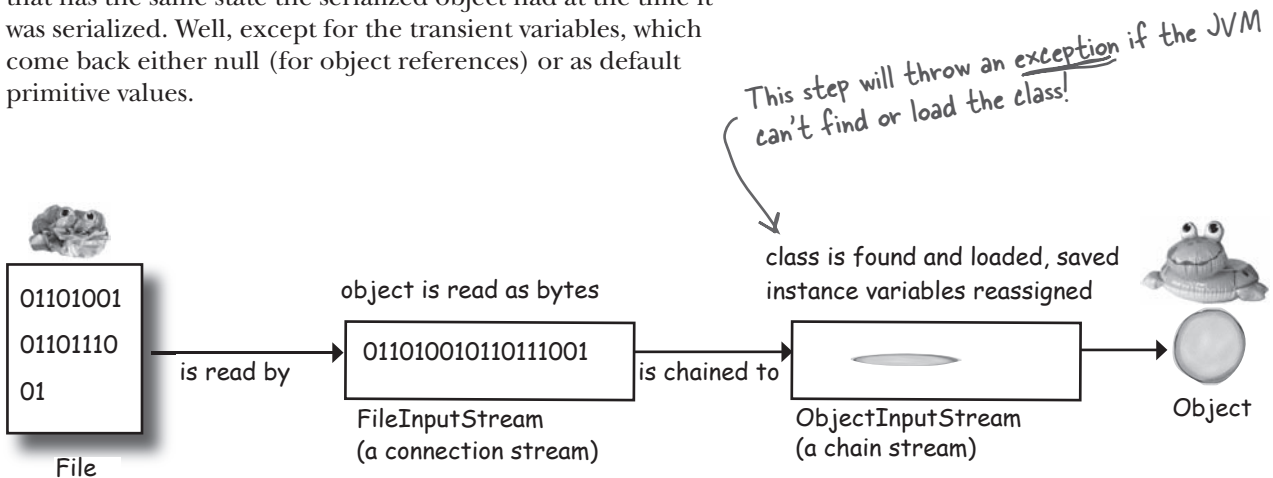 that has the same state the serialized object had at the time it
was serialized. Well, except for the transient variables, which
come back either null (for object references) or as default
primitive values.
This step will throw an exception if the JVM
can't find or load the class!
01101001
01101110
01
File
is read by
object is read as bytes
011010010110111001
FileInputStream
(a connection stream)
is chained to
class is found and loaded, saved
instance variables reassigned
ObjectInputStream
(a chain stream)
Object